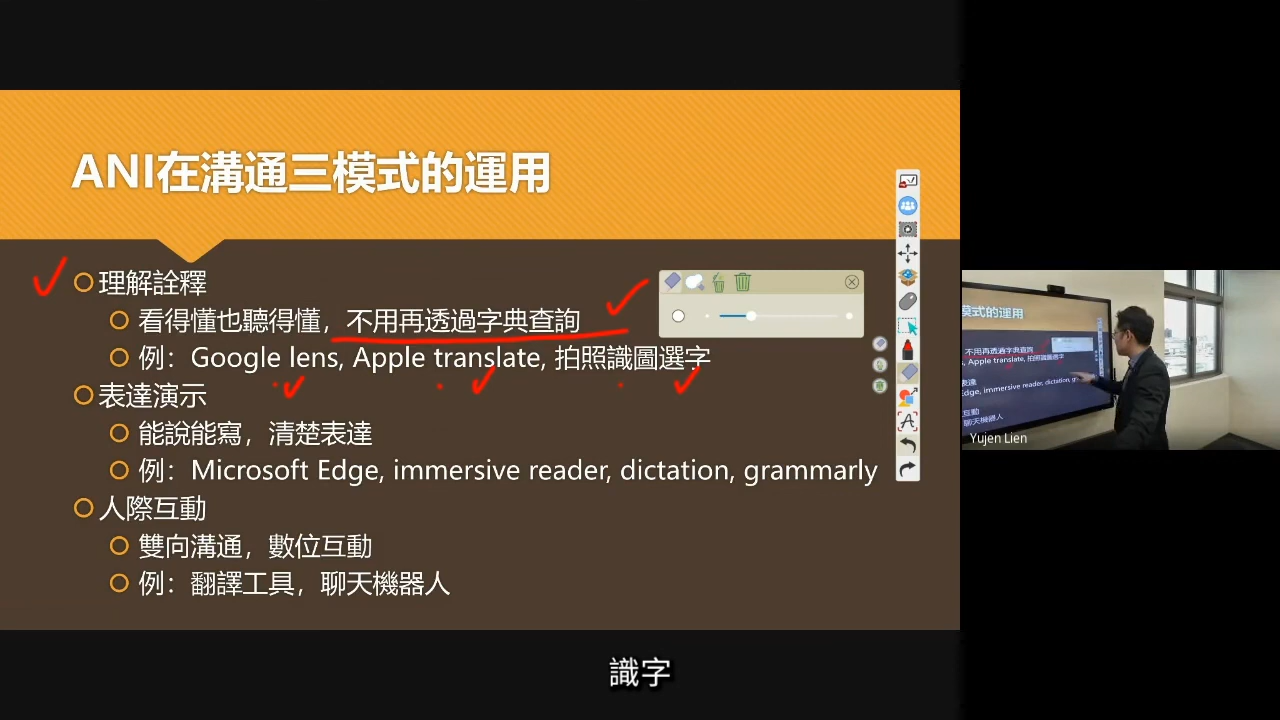 ANI在溝通三模式的運用
理解詮釋
看得懂也聽得懂，不用再透過字典查詢
例：Google lens, Apple translate, 拍照識圖選字
表達演示
能說能寫，清楚表達
例：Microsoft Edge, immersive reader, dictation, grammarly
人際互動
雙向溝通，數位互動
例：翻譯工具，聊天機器人
識字
Yujen Lien